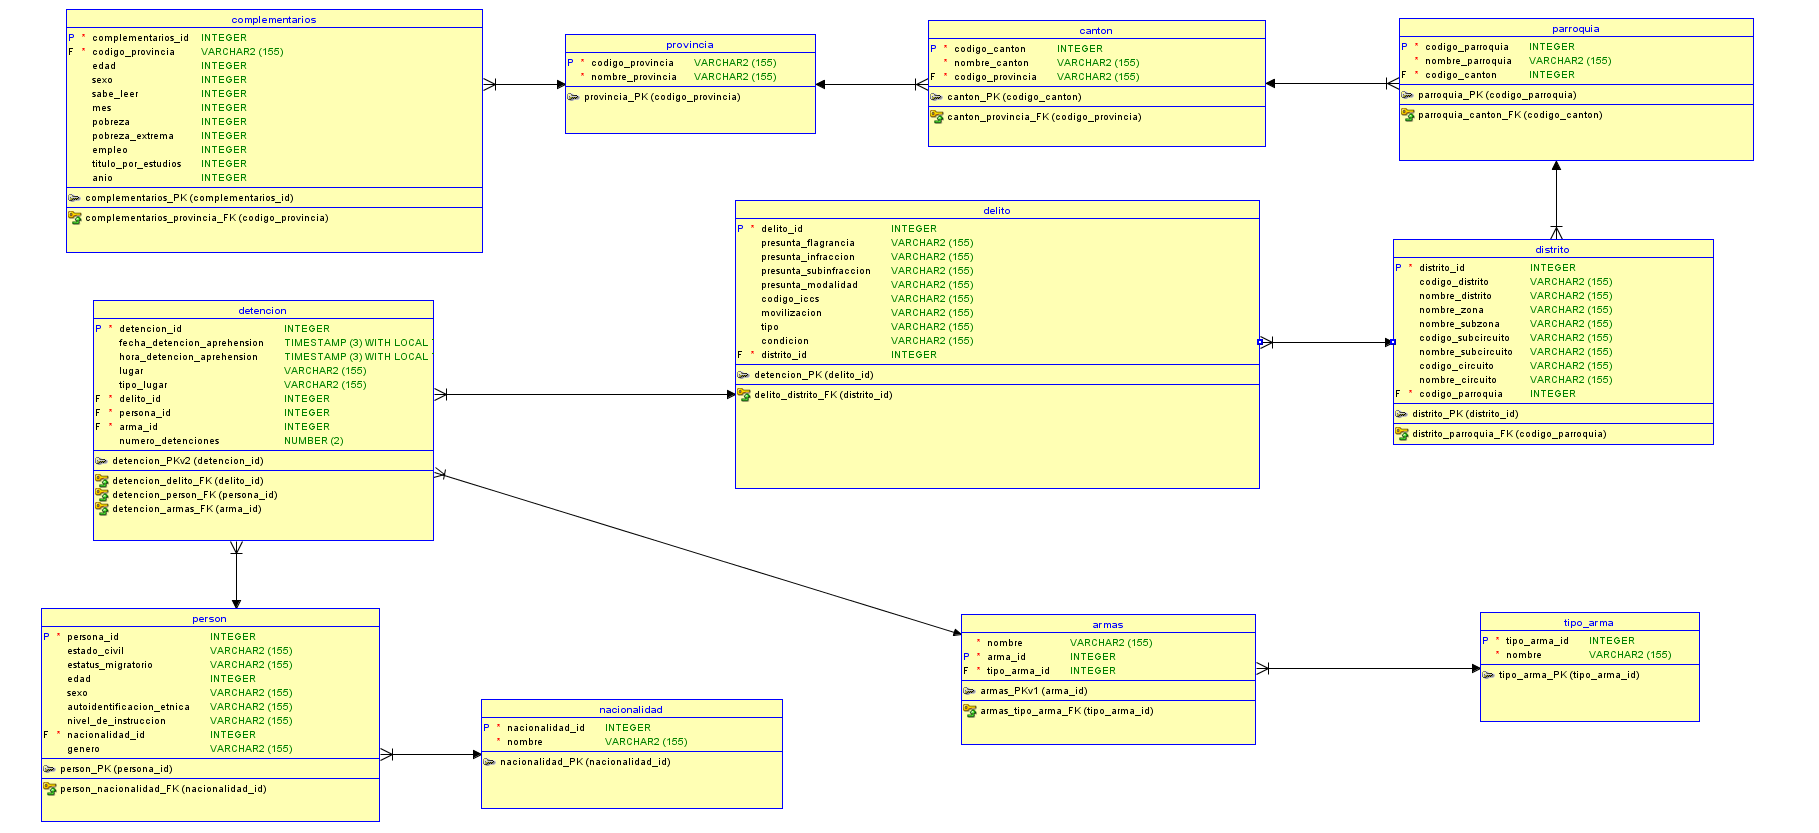 complementarios
P * complementarios_id INTEGER
F * codigo_provincia VARCHAR2 (155)
edad INTEGER
sexo INTEGER
sabe_leer INTEGER
mes INTEGER
pobreza INTEGER
pobreza_extrema INTEGER
empleo INTEGER
titulo_por_estudios INTEGER
anio INTEGER
complementarios_PK (complementarios_id)
complementarios_provincia_FK (codigo_provincia)
provincia
P * codigo_provincia VARCHAR2 (155)
* nombre_provincia VARCHAR2 (155)
provincia_PK (codigo_provincia)
canton
P * codigo_canton INTEGER
* nombre_canton VARCHAR2 (155)
F * codigo_provincia VARCHAR2 (155)
canton_PK (codigo_canton)
canton_provincia_FK (codigo_provincia)
parroquia
P * codigo_parroquia INTEGER
* nombre_parroquia VARCHAR2 (155)
F * codigo_canton INTEGER
parroquia_PK (codigo_parroquia)
parroquia_canton_FK (codigo_canton)
delito
P * delito_id INTEGER
presunta_flagrancia VARCHAR2 (155)
presunta_infraccion VARCHAR2 (155)
presunta_subinfraccion VARCHAR2 (155)
presunta_modalidad VARCHAR2 (155)
codigo_iccs VARCHAR2 (155)
movilizacion VARCHAR2 (155)
tipo VARCHAR2 (155)
condicion VARCHAR2 (155)
F * distrito_id INTEGER
detencion_PK (delito_id)
delito_distrito_FK (distrito_id)
distrito
P * distrito_id INTEGER
codigo_distrito VARCHAR2 (155)
nombre_distrito VARCHAR2 (155)
nombre_zona VARCHAR2 (155)
nombre_subzona VARCHAR2 (155)
codigo_subcircuito VARCHAR2 (155)
nombre_subcircuito VARCHAR2 (155)
codigo_circuito VARCHAR2 (155)
nombre_circuito VARCHAR2 (155)
F * codigo_parroquia INTEGER
distrito_PK (distrito_id)
distrito_parroquia_FK (codigo_parroquia)
detencion
P * detencion_id INTEGER
fecha_detencion_aprehension TIMESTAMP (3) WITH LOCAL
hora_detencion_aprehension TIMESTAMP (3) WITH LOCAL
lugar VARCHAR2 (155)
tipo_lugar VARCHAR2 (155)
F * delito_id INTEGER
F * persona_id INTEGER
F * arma_id INTEGER
numero_detenciones NUMBER (2)
detencion_PKv2 (detencion_id)
detencion_delito_FK (delito_id)
detencion_person_FK (persona_id)
detencion_armas_FK (arma_id)
person
P * persona_id INTEGER
estado_civil VARCHAR2 (155)
estatus_migratorio VARCHAR2 (155)
edad INTEGER
sexo VARCHAR2 (155)
autoidentificacion_etnica VARCHAR2 (155)
nivel_de_instruccion VARCHAR2 (155)
F * nacionalidad_id INTEGER
genero VARCHAR2 (155)
person_PK (persona_id)
person_nacionalidad_FK (nacionalidad_id)
nacionalidad
P * nacionalidad_id INTEGER
* nombre VARCHAR2 (155)
nacionalidad_PK (nacionalidad_id)
armas
* nombre VARCHAR2 (155)
P * arma_id INTEGER
F * tipo_arma_id INTEGER
armas_PKv1 (arma_id)
armas_tipo_arma_FK (tipo_arma_id)
tipo_arma
P * tipo_arma_id INTEGER
* nombre VARCHAR2 (155)
tipo_arma_PK (tipo_arma_id)